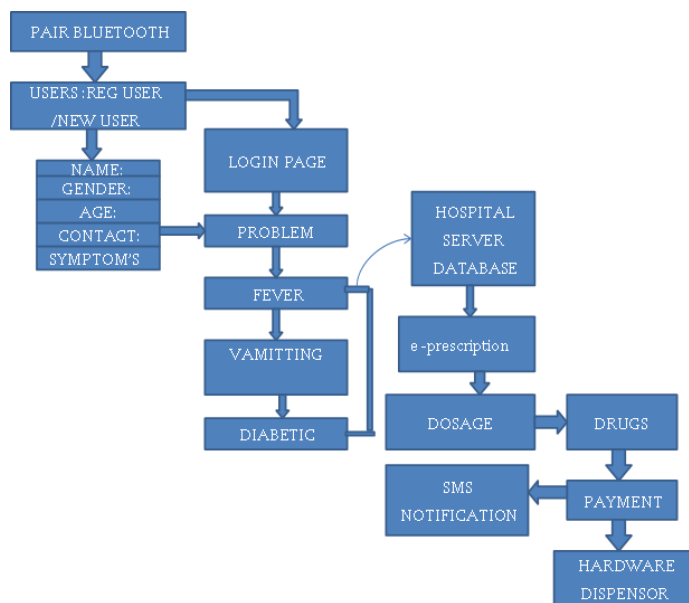 PAIR BLUETOOTH
USERS :REG USER
/NEW USER
NAME:
GENDER:
AGE:
CONTACT:
SYMPTOM'S
LOGIN PAGE
PROBLEM
FEVER
VAMITTING
DIABETIC
HOSPITAL
SERVER
DATABASE
e -prescription
DOSAGE
DRUGS
SMS
NOTIFICATION
PAYMENT
HARDWARE
DISPENSOR